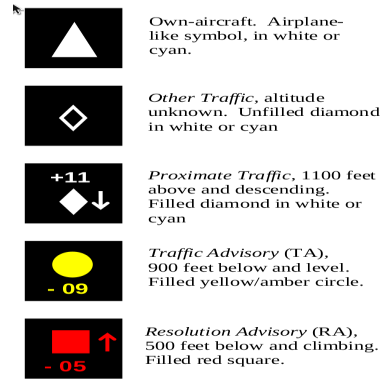 Own-aircraft. Airplane-
like symbol, in white or
cyan.
Other Traffic, altitude
unknown. Unfilled diamond
in white or cyan
+11
Proximate Traffic, 1100 feet
above and descending.
Filled diamond in white or
cyan
Traffic Advisory (TA),
900 feet below and level.
Filled yellow/amber circle.
- 09
Resolution Advisory (RA),
500 feet below and climbing.
Filled red square.
- 05